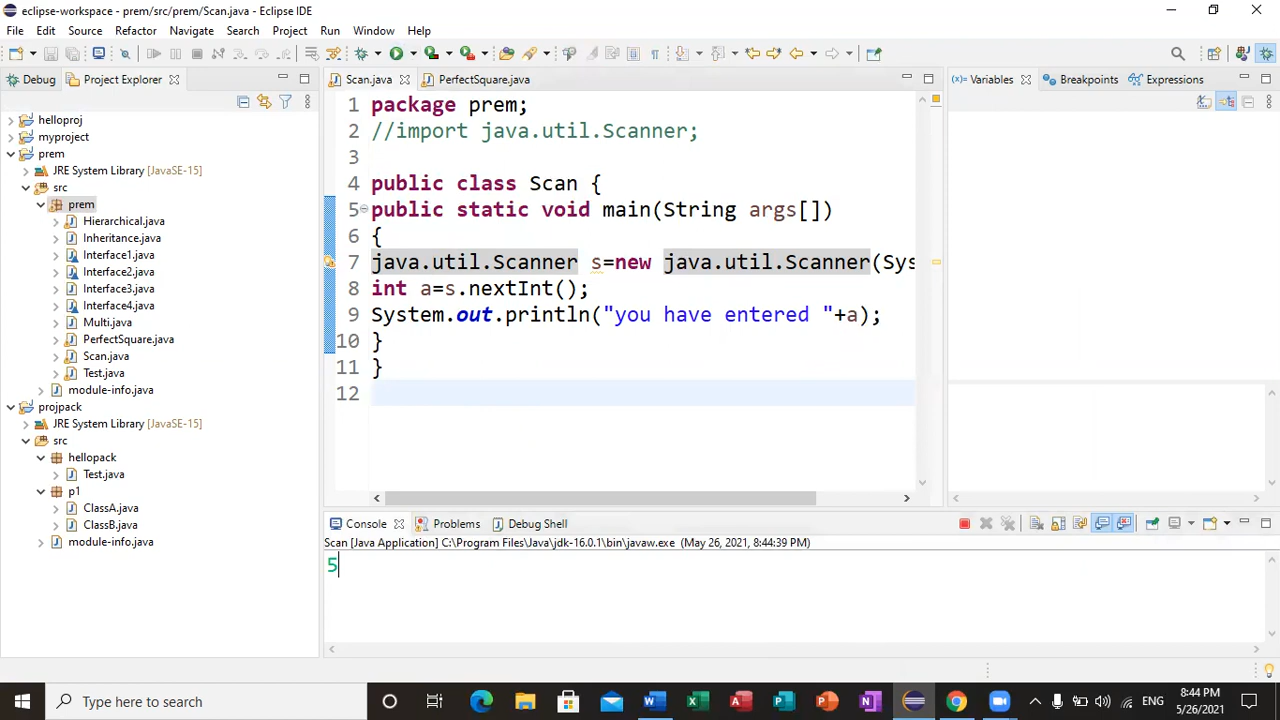 eclipse-workspace - prem/src/prem/Scan.java - Eclipse IDE
File Edit Source Refactor Navigate Search Project Run Window Help
Debug Project Explorer
helloproj
myproject
prem
JRE System Library [JavaSE-15]
src
prem
Hierarchical.java
Inheritance.java
Interface1.java
Interface2.java
Interface3.java
Interface4.java
Multi.java
PerfectSquare.java
Scan.java
Test.java
module-info.java
projpack
JRE System Library [JavaSE-15]
src
hellopack
Test.java
p1
ClassA.java
ClassB.java
module-info.java
Scan.java PerfectSquare.java
1 package prem;
2 //import java.util.Scanner;
3
4 public class Scan {
5 public static void main(String args[])
6 {
7 java.util.Scanner s=new java.util.Scanner(Sys
8 int a=s.nextInt();
9 System.out.println("you have entered "+a);
10 }
11 }
12
Variables Breakpoints Expressions
Console Problems Debug Shell
Scan [Java Application] C:\Program Files\Java\jdk-16.0.1\bin\javaw.exe (May 26, 2021, 8:44:39 PM)
5
Type here to search
ENG
8:44 PM
5/26/2021